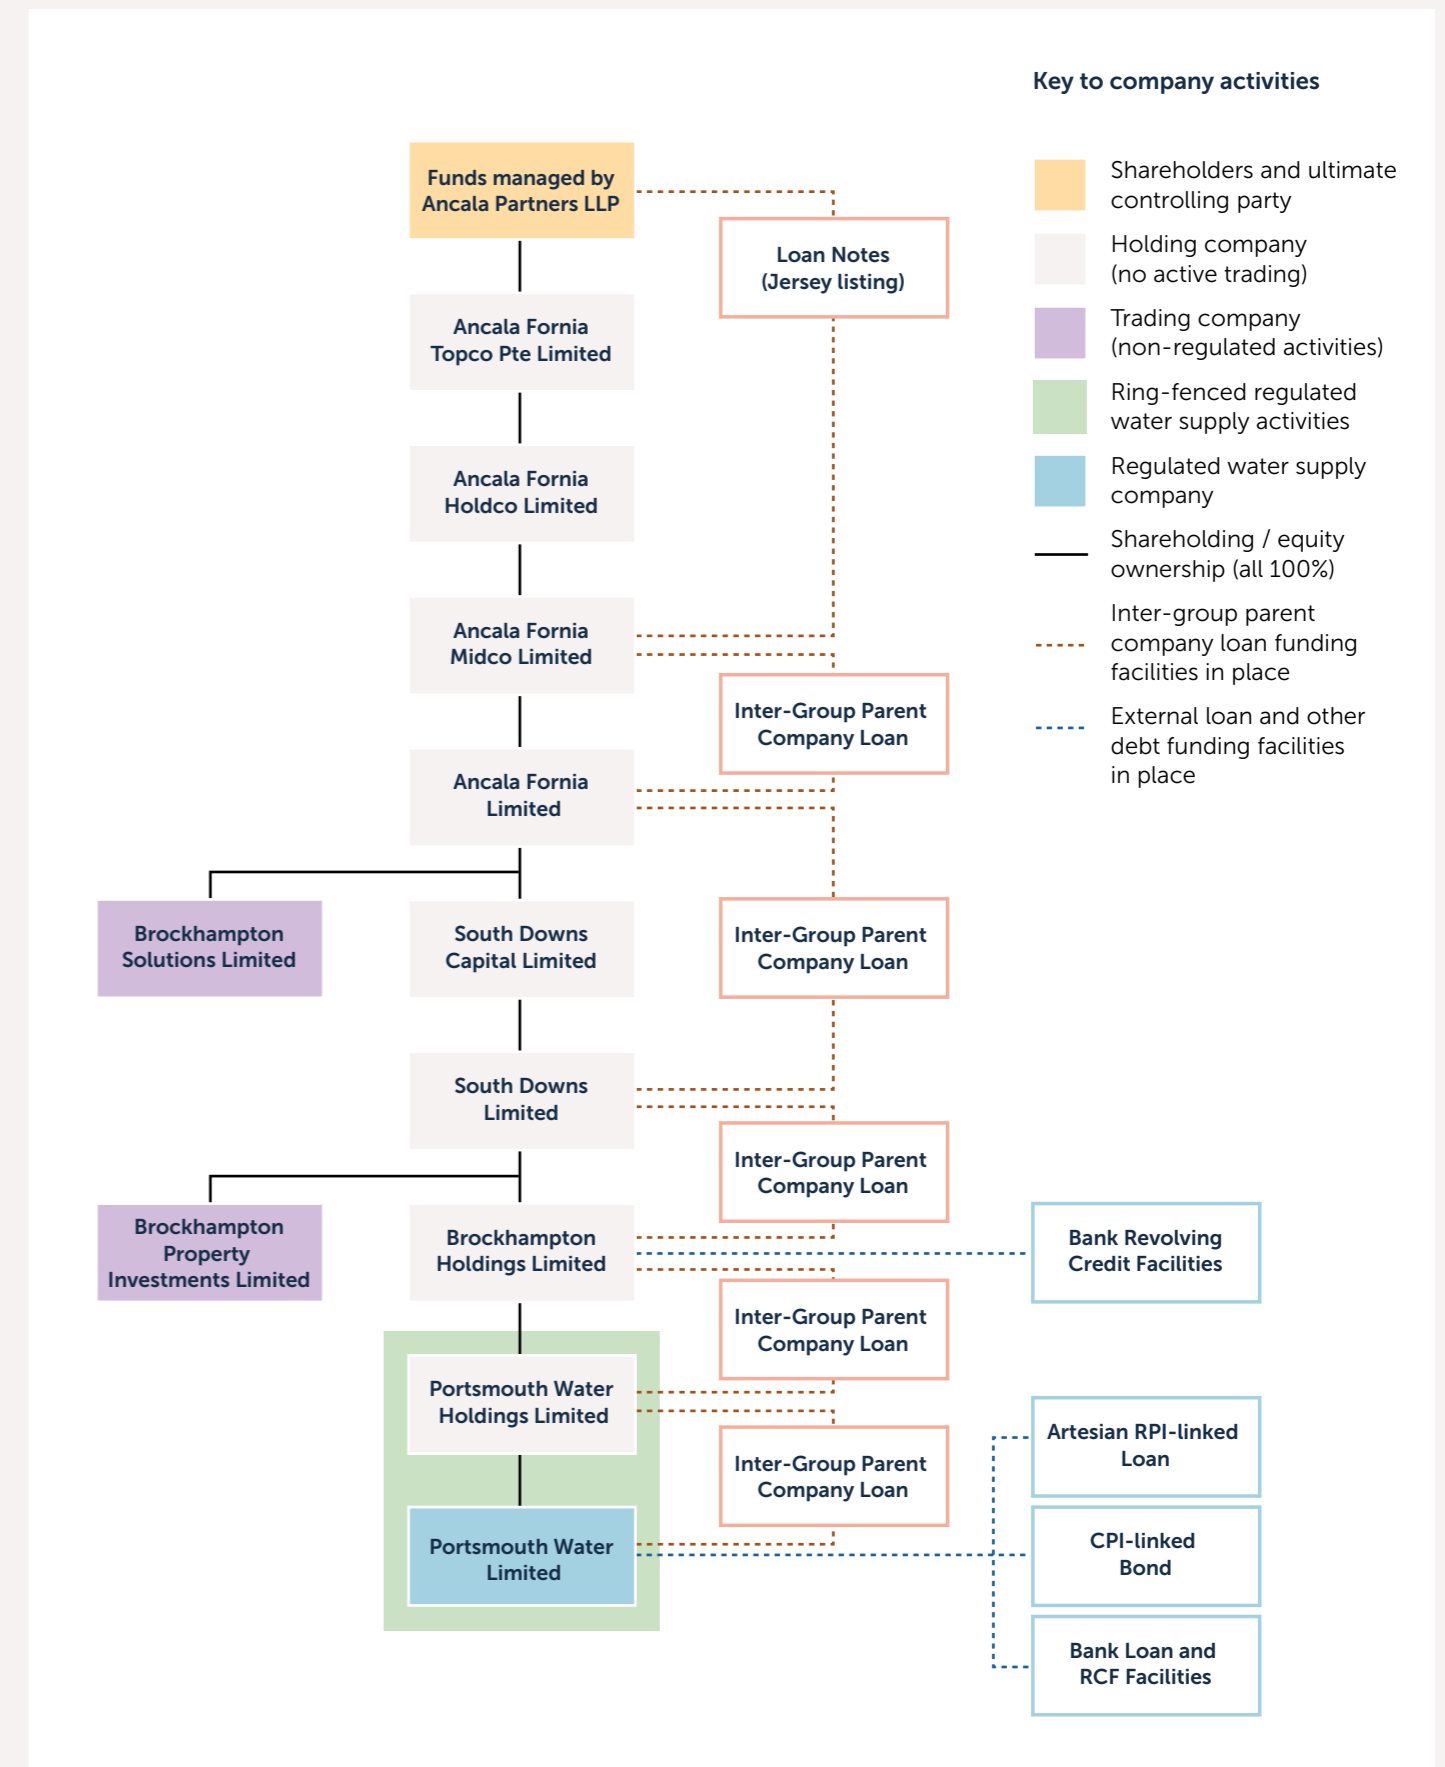 Key to company activities
Shareholders and ultimate
controlling party
Holding company
(no active trading)
Trading company
(non-regulated activities)
Ring-fenced regulated
water supply activities
Regulated water supply
company
Shareholding / equity
ownership (all 100%)
Inter-group parent
company loan funding
facilities in place
External loan and other
debt funding facilities
in place
Funds managed by
Ancala Partners LLP
Loan Notes
(Jersey listing)
Ancala Fornia
Topco Pte Limited
Ancala Fornia
Holdco Limited
Ancala Fornia
Midco Limited
Inter-Group Parent
Company Loan
Ancala Fornia
Limited
Brockhampton
Solutions Limited
South Downs
Capital Limited
Inter-Group Parent
Company Loan
South Downs
Limited
Inter-Group Parent
Company Loan
Brockhampton
Property
Investments Limited
Brockhampton
Holdings Limited
Bank Revolving
Credit Facilities
Inter-Group Parent
Company Loan
Portsmouth Water
Holdings Limited
Inter-Group Parent
Company Loan
Artesian RPI-linked
Loan
Portsmouth Water
Limited
CPI-linked
Bond
Bank Loan and
RCF Facilities